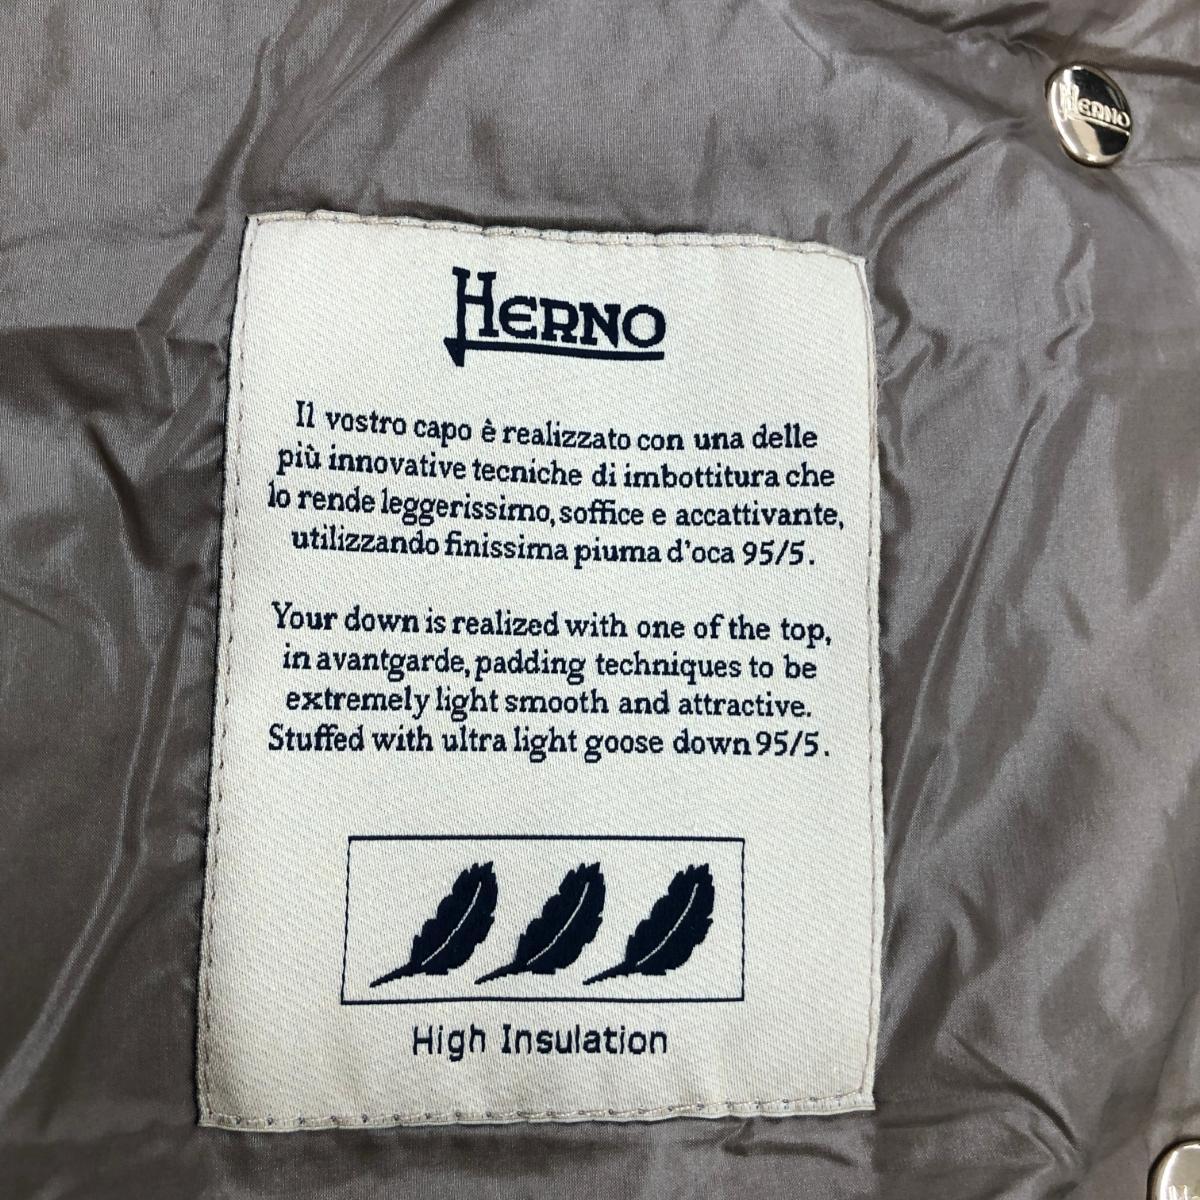 HERNO
HERNO
Il vostro capo è realizzato con una delle
più innovative tecniche di imbottitura che
lo rende leggerissimo, soffice e accattivante,
utilizzando finissima piuma d'oca 95/5.
Your down is realized with one of the top,
in avantgarde, padding techniques to be
extremely light smooth and attractive.
Stuffed with ultra light goose down 95/5.
High Insulation